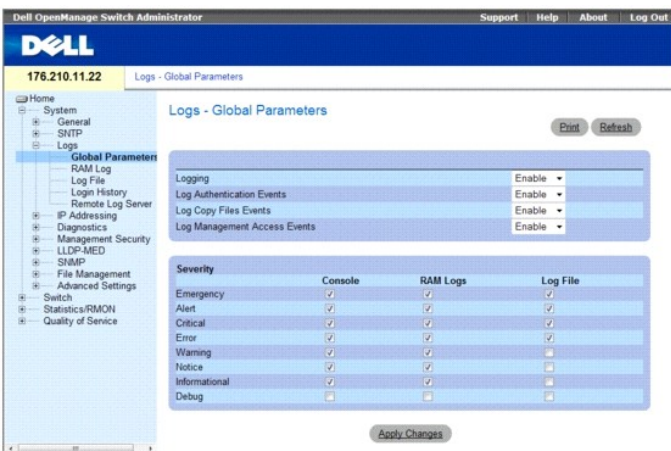 Dell OpenManage Switch Administrator
Support Help About Log Out
DELL
176.210.11.22
Logs - Global Parameters
Home
System
General
SNTP
Logs
Global Parameters
RAM Log
Log File
Login History
Remote Log Server
IP Addressing
Diagnostics
Management Security
LLDP-MED
SNMP
File Management
Advanced Settings
Switch
Statistics/RMON
Quality of Service
Logs - Global Parameters
Print Refresh
Logging Enable
Log Authentication Events Enable
Log Copy Files Events Enable
Log Management Access Events Enable
Severity
Console RAM Logs Log File
Emergency
Alert
Critical
Error
Warning
Notice
Informational
Debug
Apply Changes